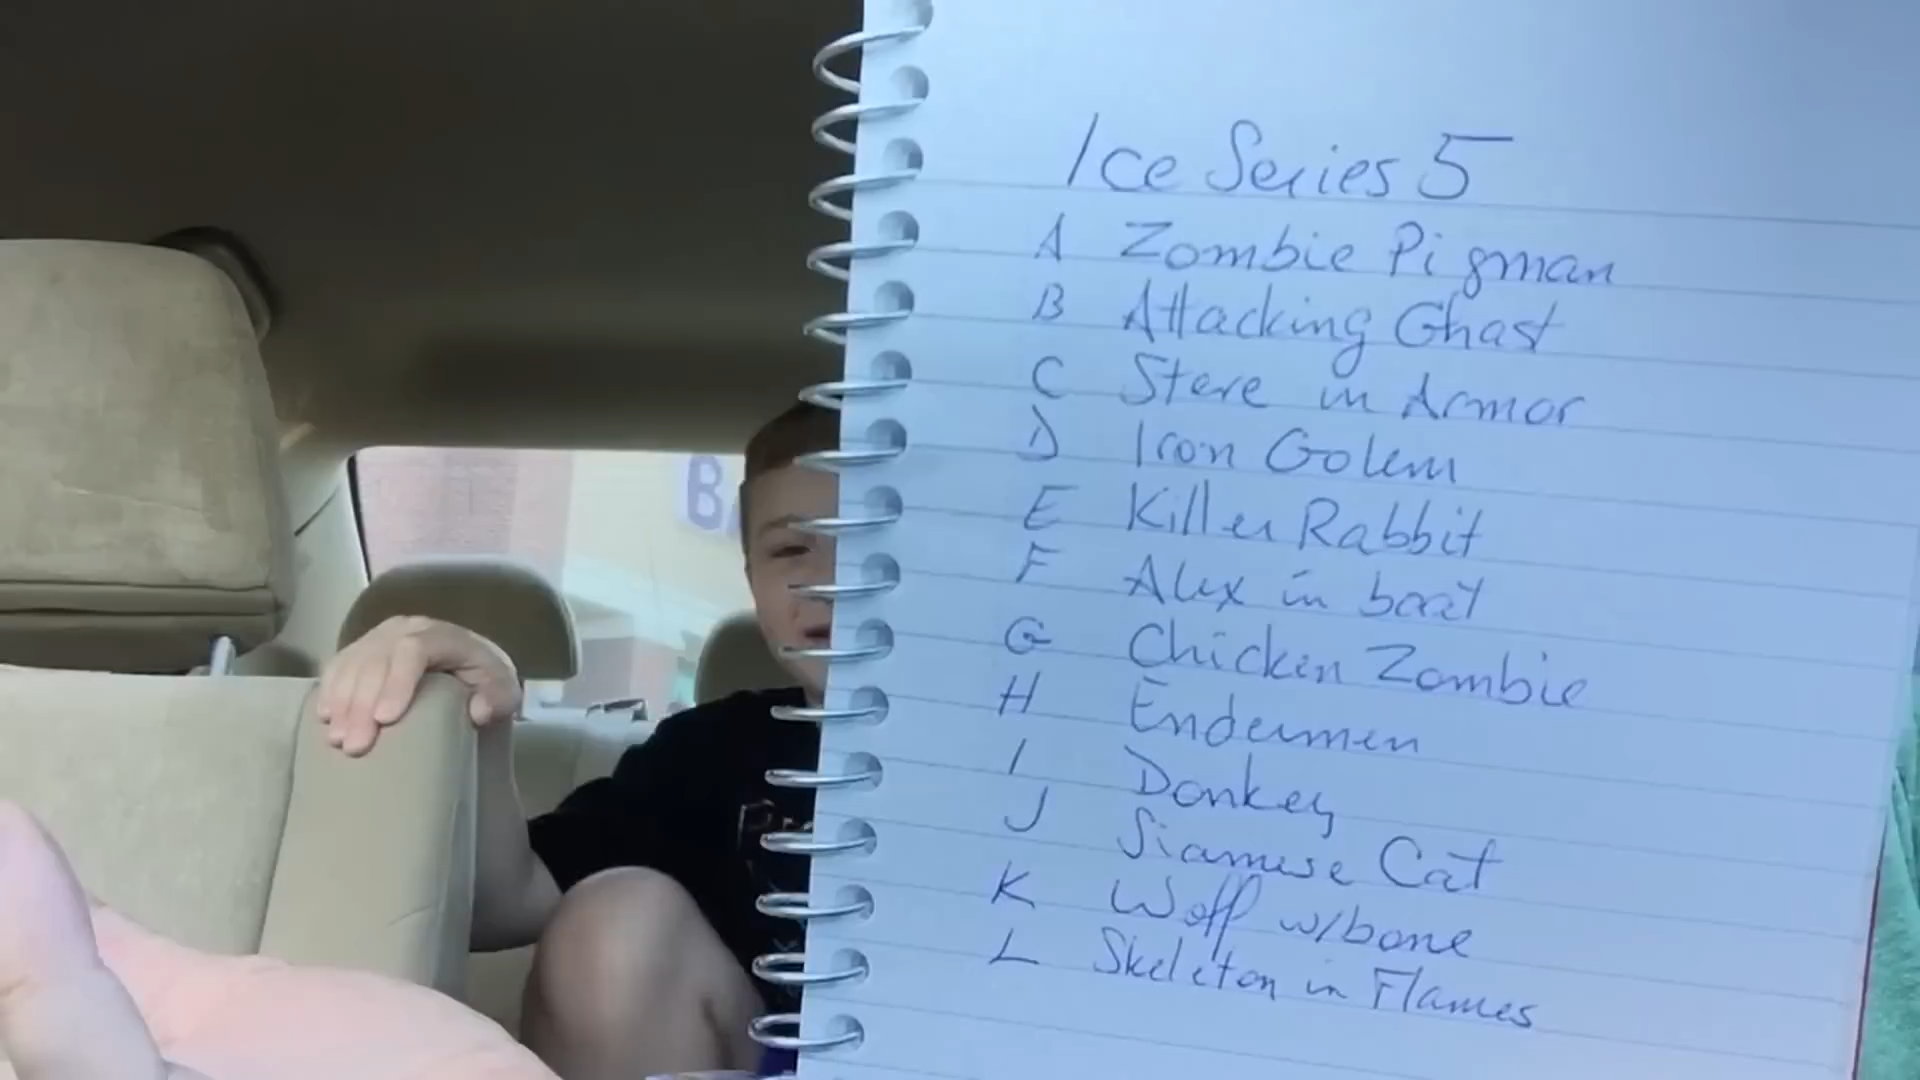 Ice Series 5
A Zombie Pigman
B Attacking Ghast
C Steve in Armor
D Iron Golem
E Killer Rabbit
F Alex in boat
G Chicken Zombie
H Endermen
I Donkey
J Siamese Cat
K Wolf w/bone
L Skeleton in Flames
B